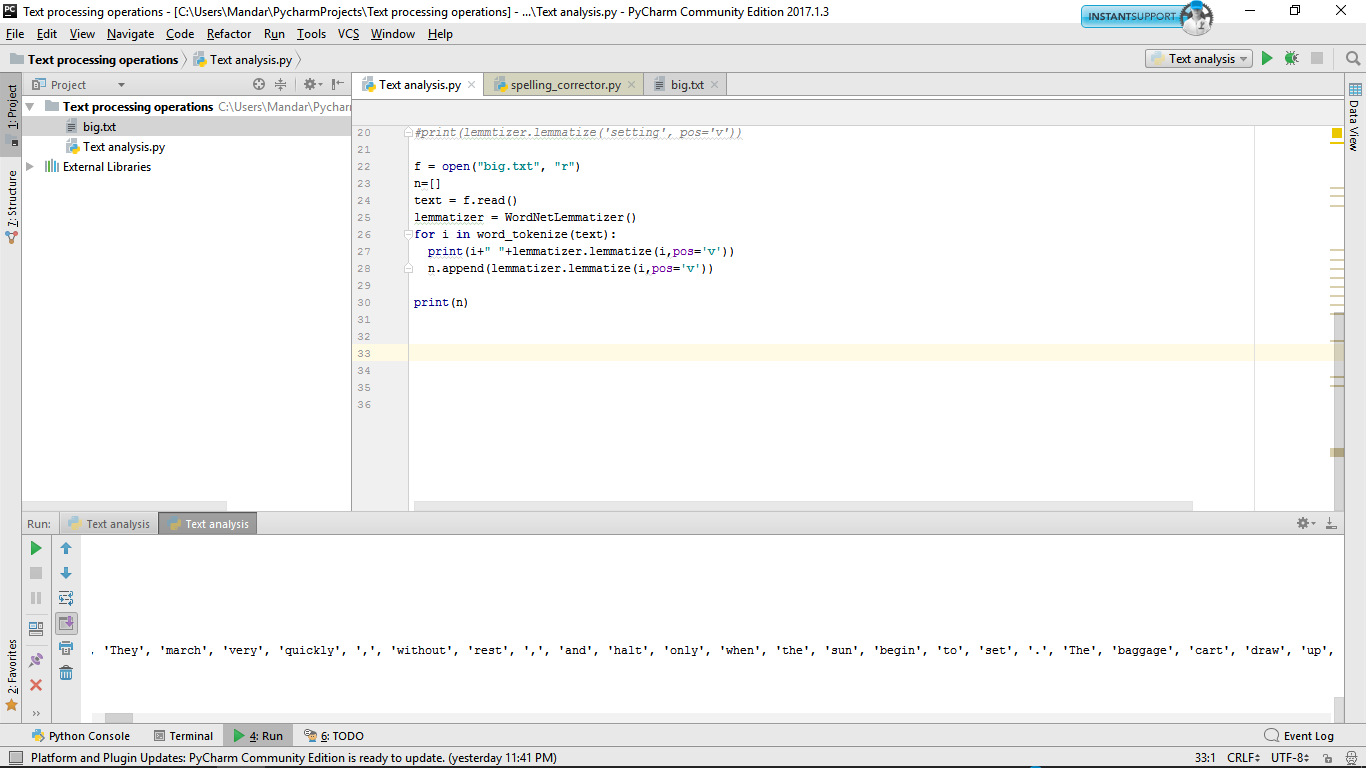 Text processing operations - [C:\Users\Mandar\PycharmProjects\Text processing operations] - ...\Text analysis.py - PyCharm Community Edition 2017.1.3
INSTANTSUPPORT
File Edit View Navigate Code Refactor Run Tools VCS Window Help
Text processing operations Text analysis.py Text analysis
1: Project
7: Structure
2: Favorites
Project
Text processing operations C:\Users\Mandar\Pycharm
big.txt
Text analysis.py
External Libraries
Text analysis.py spelling_corrector.py big.txt
20 #print(lemmtizer.lemmatize('setting', pos='v'))
21
22 f = open("big.txt", "r")
23 n=[]
24 text = f.read()
25 lemmatizer = WordNetLemmatizer()
26 for i in word_tokenize(text):
27 print(i+" "+lemmatizer.lemmatize(i,pos='v'))
28 n.append(lemmatizer.lemmatize(i,pos='v'))
29
30 print(n)
31
32
33
34
35
36
Data View
Run: Text analysis Text analysis
. 'They', 'march', 'very', 'quickly', ',', 'without', 'rest', ',', 'and', 'halt', 'only', 'when', 'the', 'sun', 'begin', 'to', 'set', '.', 'The', 'baggage', 'cart', 'draw', 'up',
Python Console Terminal 4: Run 6: TODO Event Log
Platform and Plugin Updates: PyCharm Community Edition is ready to update. (yesterday 11:41 PM) 33:1 CRLF UTF-8